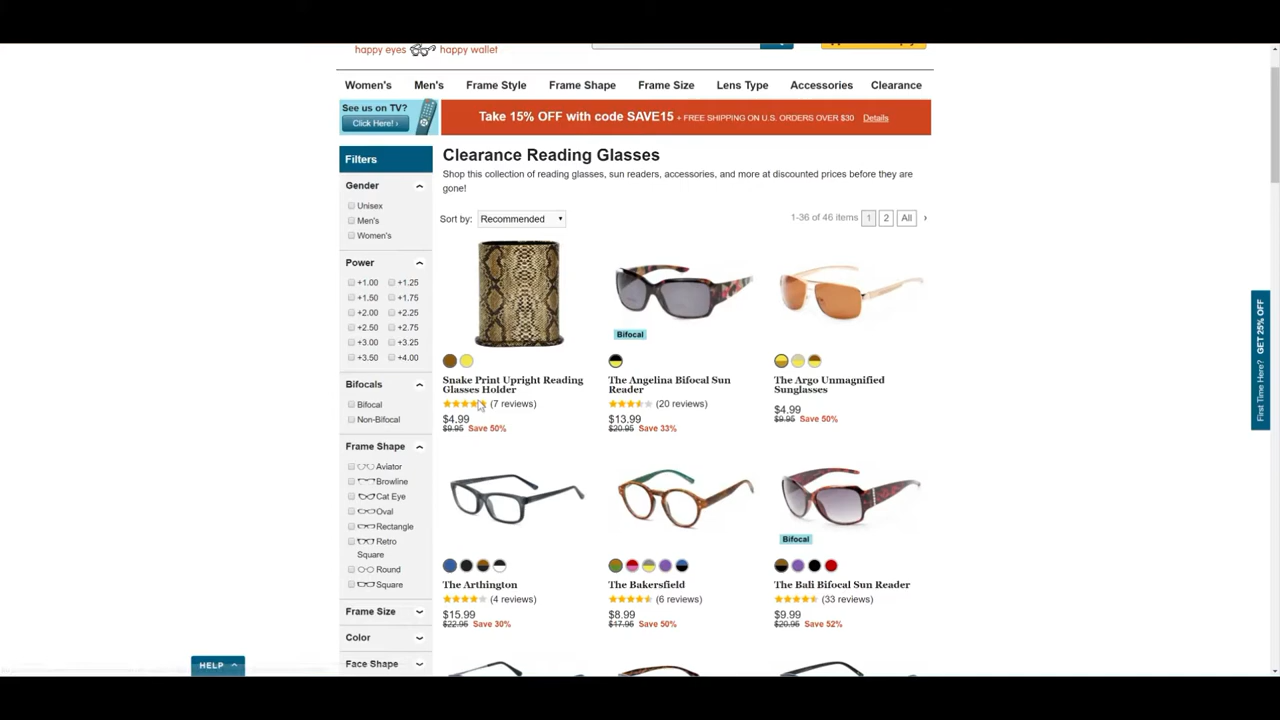 happy eyes happy wallet
Women's Men's Frame Style Frame Shape Frame Size Lens Type Accessories Clearance
See us on TV?
Click Here! ›
Take 15% OFF with code SAVE15 + FREE SHIPPING ON U.S. ORDERS OVER $30 Details
Filters
Gender
Unisex
Men's
Women's
Power
+1.00 +1.25
+1.50 +1.75
+2.00 +2.25
+2.50 +2.75
+3.00 +3.25
+3.50 +4.00
Bifocals
Bifocal
Non-Bifocal
Frame Shape
Aviator
Browline
Cat Eye
Oval
Rectangle
Retro
Square
Round
Square
Frame Size
Color
Face Shape
Clearance Reading Glasses
Shop this collection of reading glasses, sun readers, accessories, and more at discounted prices before they are
gone!
Sort by: Recommended
1-36 of 46 items 1 2 All ›
Snake Print Upright Reading
Glasses Holder
(7 reviews)
$4.99
$9.95 Save 50%
Bifocal
The Angelina Bifocal Sun
Reader
(20 reviews)
$13.99
$20.95 Save 33%
The Argo Unmagnified
Sunglasses
$4.99
$9.95 Save 50%
The Arthington
(4 reviews)
$15.99
$22.95 Save 30%
The Bakersfield
(6 reviews)
$8.99
$17.95 Save 50%
Bifocal
The Bali Bifocal Sun Reader
(33 reviews)
$9.99
$20.95 Save 52%
First Time Here? GET 25% OFF
HELP